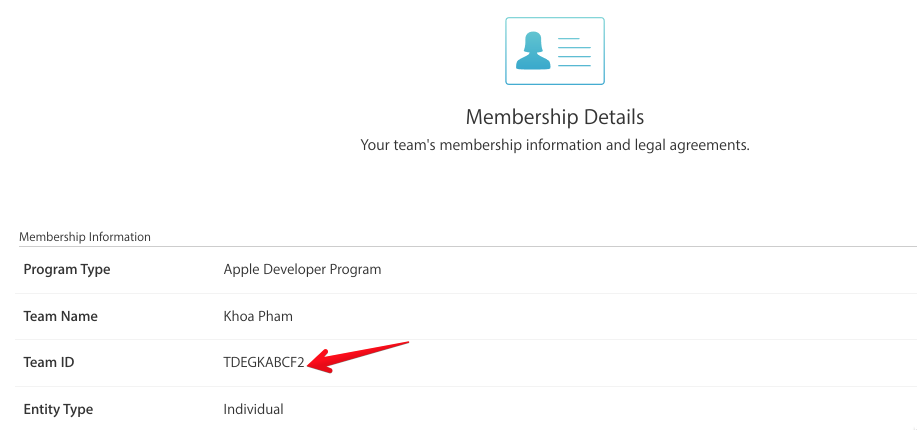 Membership Details
Your team's membership information and legal agreements.
Membership Information
Program Type Apple Developer Program
Team Name Khoa Pham
Team ID TDEGKABCF2
Entity Type Individual